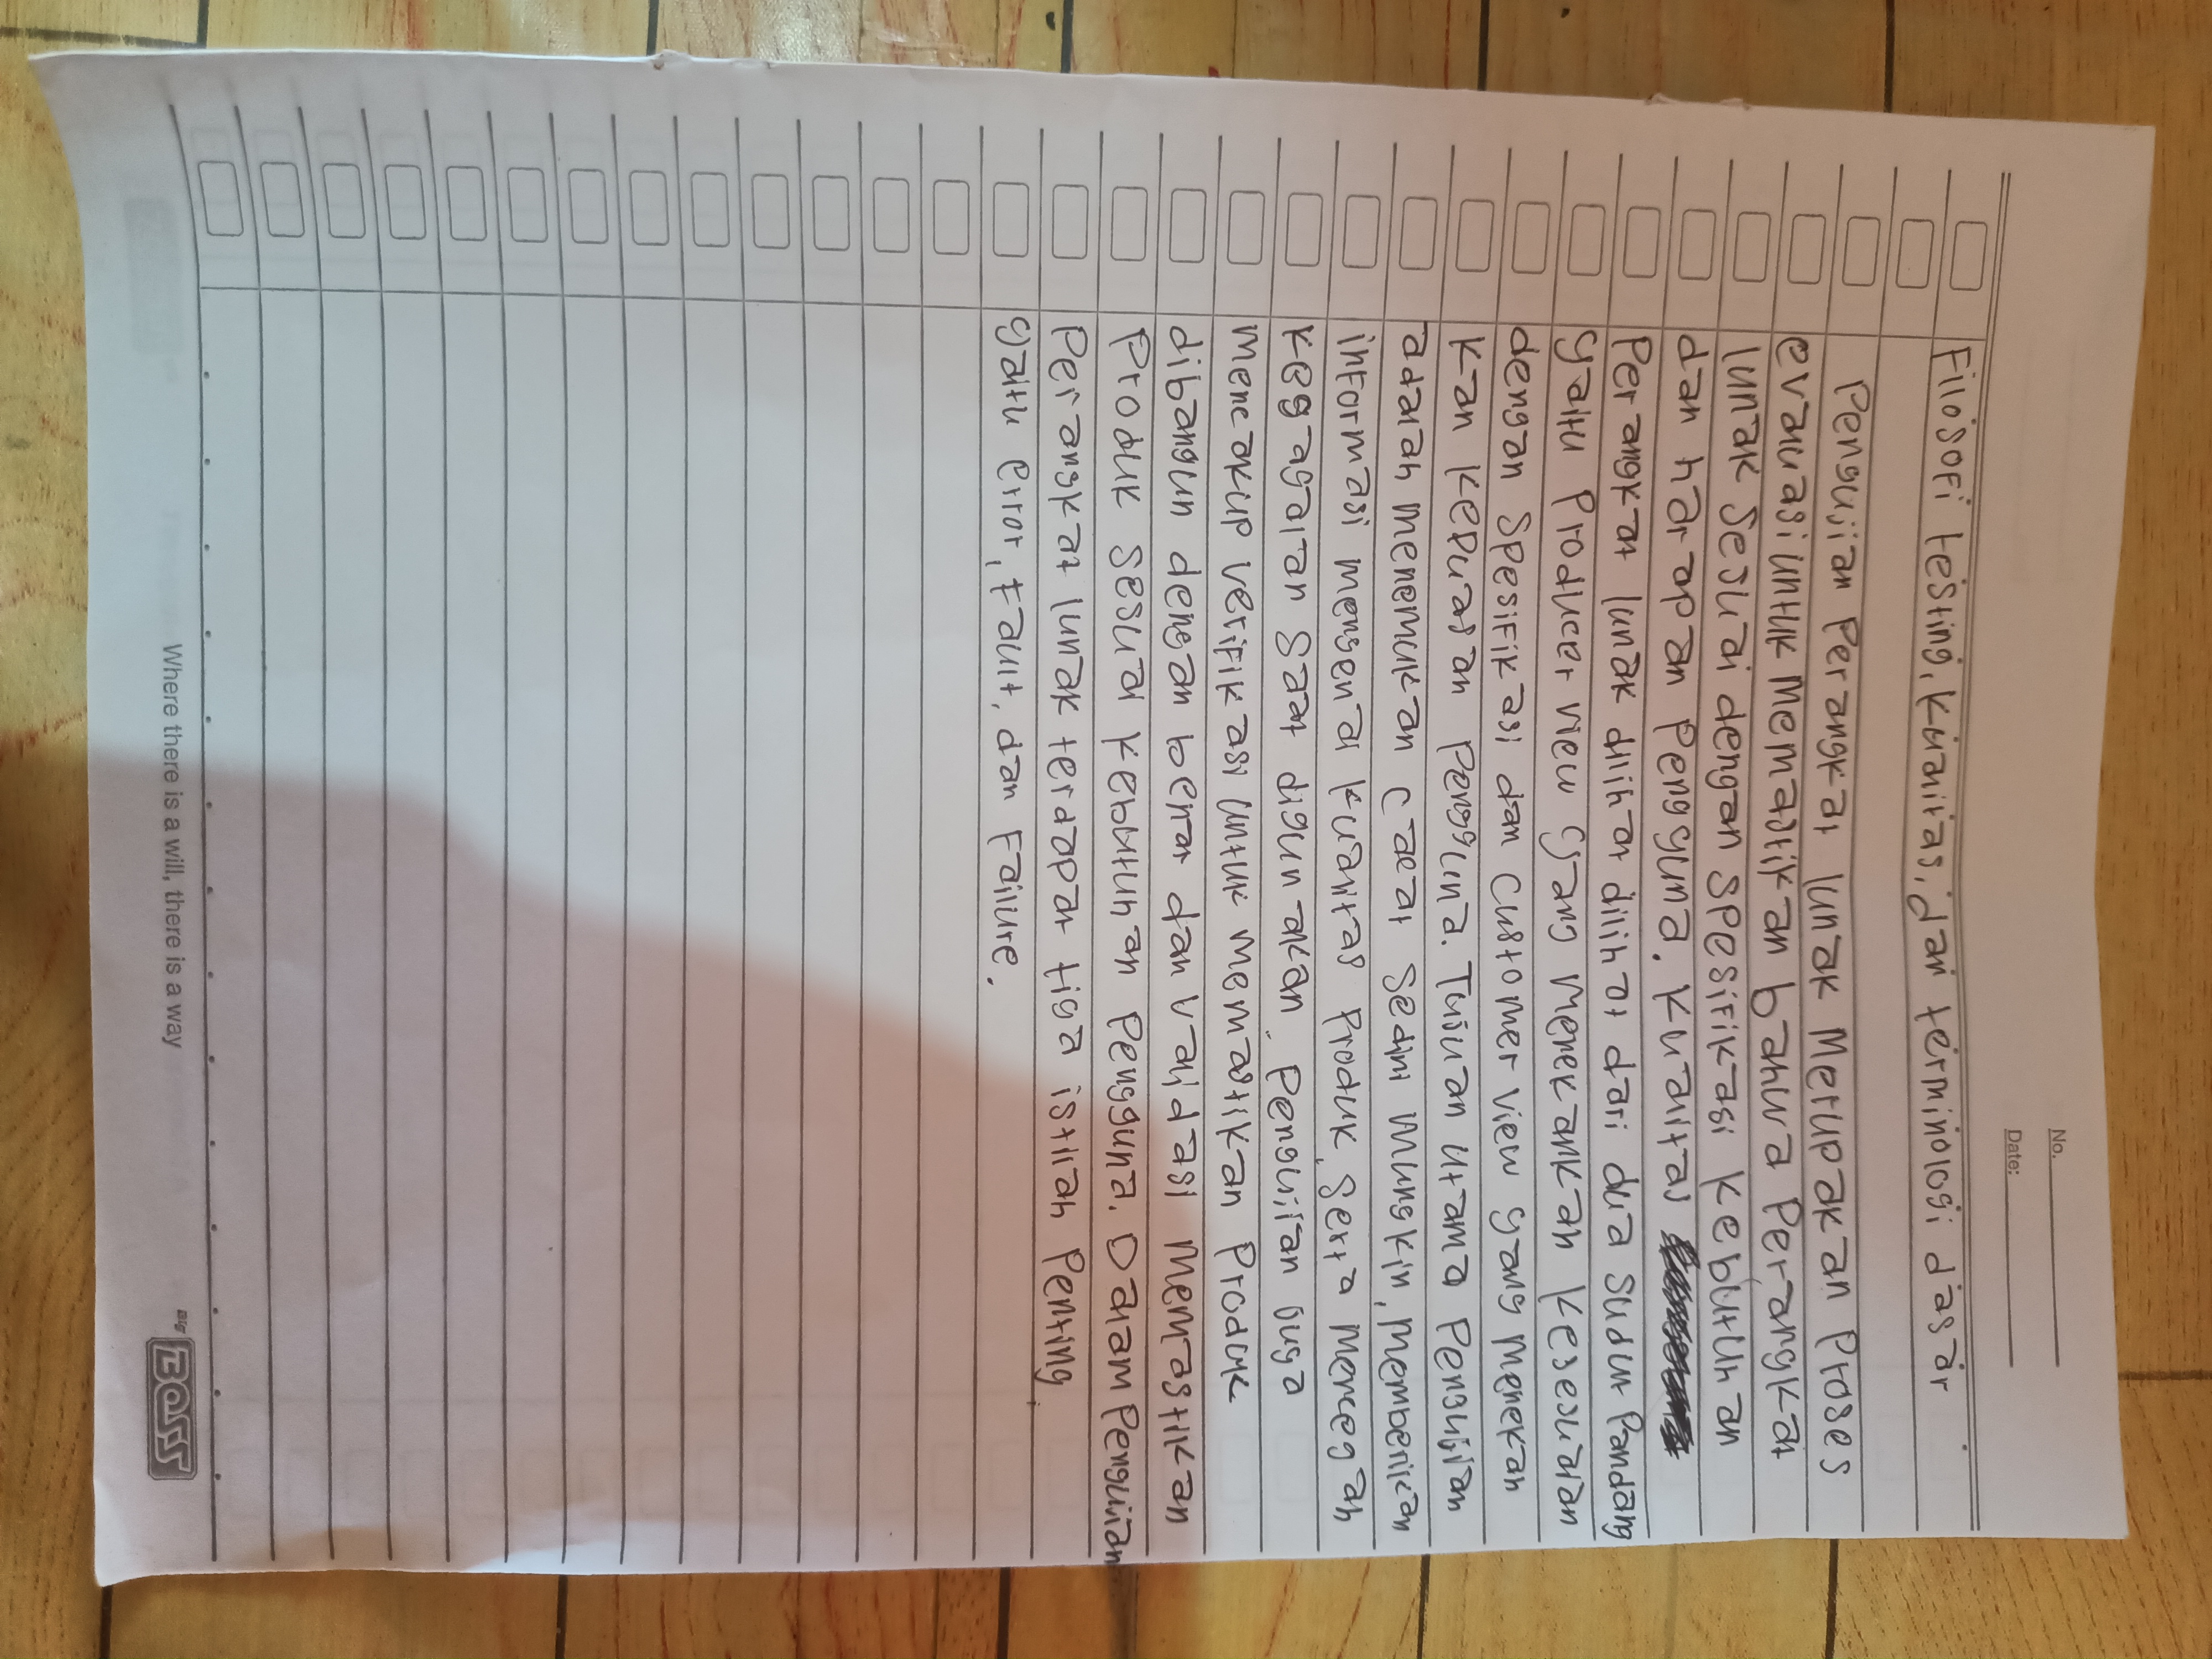 No.
Date:
Filosofi testing, kualitas, dan terminologi dasar
Pengujian Perangkat lunak Merupakan Proses
evaluasi untuk Memastikan bahwa Perangkat
lunak Sesuai dengan Spesifikasi Kebutuhan
dan harapan Pengguna. Kualitas
Perangkat lunak dilihat dilihat dari dua Sudut Pandang
yaitu Producer view yang Menekankan Kesesuaian
dengan Spesifikasi dan Customer view yang Menekan
Kan Kepuasan Pengguna. Tujuan Utama Pengujian
adalah menemukan cacat Sedini Mungkin, Memberikan
informasi mengenai Kualitas Produk, Serta Mencegah
Kegagalan Saat digunakan. Pengujian Juga
Mencakup verifikasi untuk Memastikan Produk
dibangun dengan benar dan Validasi Memastikan
Produk Sesuai Kebutuhan Pengguna. Dalam Pengujian
Perangkat lunak terdapat tiga istilah Penting,
yaitu error, Fault, dan Failure.
Where there is a will, there is a way
Big BOSS